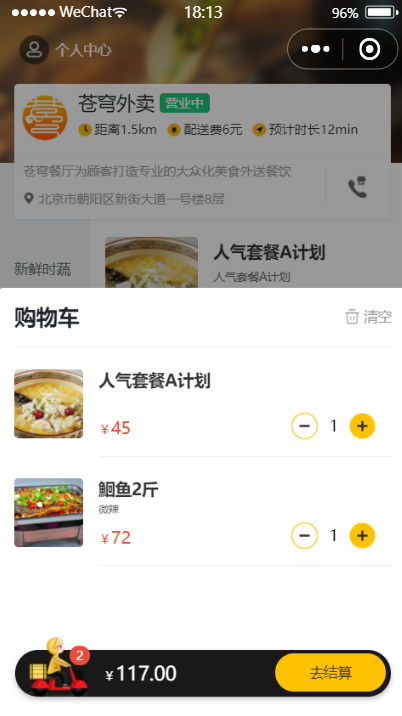 WeChat 18:13 96%
个人中心
苍穹外卖 营业中
距离1.5km 配送费6元 预计时长12min
苍穹餐厅为顾客打造专业的大众化美食外送餐饮
北京市朝阳区新街大道一号楼8层
新鲜时蔬
人气套餐A计划
人气套餐A计划
购物车 清空
人气套餐A计划
¥45 1
鮰鱼2斤
微辣
¥72 1
2
¥117.00 去结算